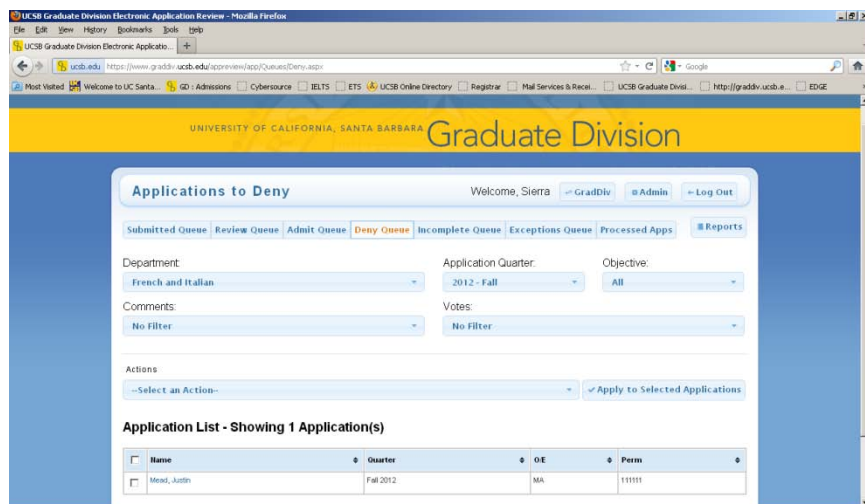 UCSB Graduate Division Electronic Application Review - Mozilla Firefox
File Edit View History Bookmarks Tools Help
UCSB Graduate Division Electronic Applicatio... +
ucsb.edu https://www.graddiv.ucsb.edu/appreview/app/Queues/Deny.aspx Google
Most Visited Welcome to UC Santa... GD : Admissions Cybersource IELTS ETS UCSB Online Directory Registrar Mail Services & Recei... UCSB Graduate Divisi... http://graddiv.ucsb.e... EDGE
UNIVERSITY OF CALIFORNIA, SANTA BARBARA Graduate Division
Applications to Deny Welcome, Sierra GradDiv Admin Log Out
Submitted Queue Review Queue Admit Queue Deny Queue Incomplete Queue Exceptions Queue Processed Apps Reports
Department: Application Quarter: Objective:
French and Italian 2012 - Fall All
Comments: Votes:
No Filter No Filter
Actions
--Select an Action-- Apply to Selected Applications
Application List - Showing 1 Application(s)
Name Quarter O/E Perm
Mead, Justin Fall 2012 MA 111111